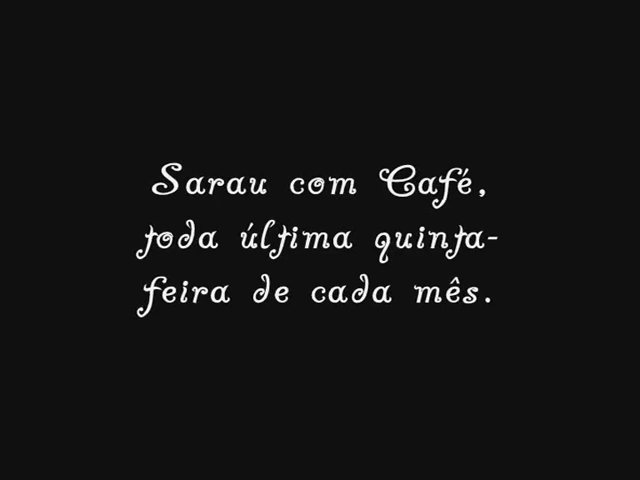 Sarau com Café,
toda última quinta-
feira de cada mês.